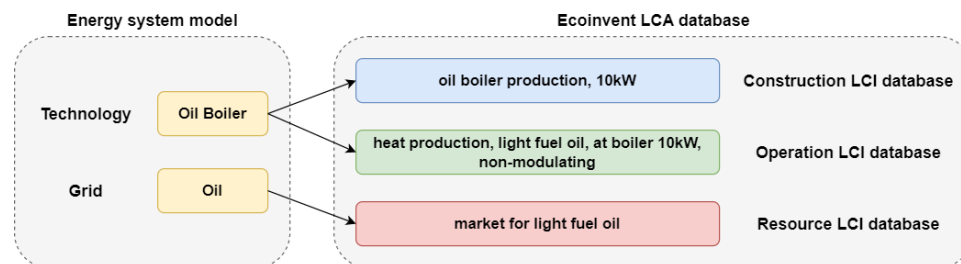 Energy system model
Ecoinvent LCA database
oil boiler production, 10kW
Construction LCI database
Technology
Oil Boiler
heat production, light fuel oil, at boiler 10kW,
non-modulating
Operation LCI database
Grid
Oil
market for light fuel oil
Resource LCI database